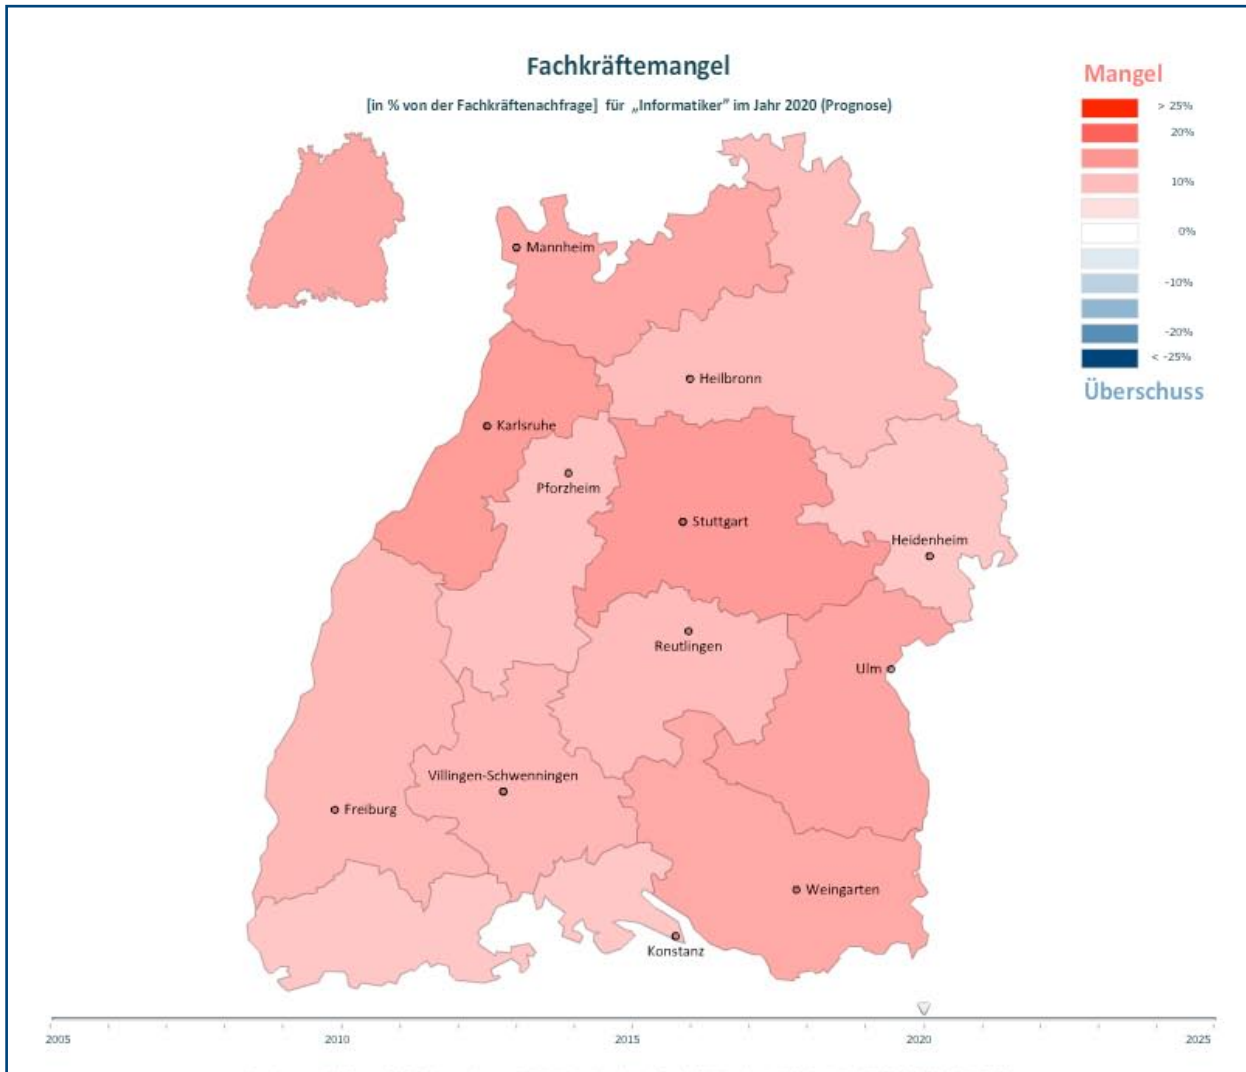 Fachkräftemangel
[in % von der Fachkräftenachfrage] für „Informatiker" im Jahr 2020 (Prognose)
Mangel
> 25%
20%
10%
0%
-10%
-20%
< -25%
Überschuss
Mannheim
Heilbronn
Karlsruhe
Pforzheim
Stuttgart
Heidenheim
Reutlingen
Ulm
Villingen-Schwenningen
Freiburg
Weingarten
Konstanz
2005 2010 2015 2020 2025